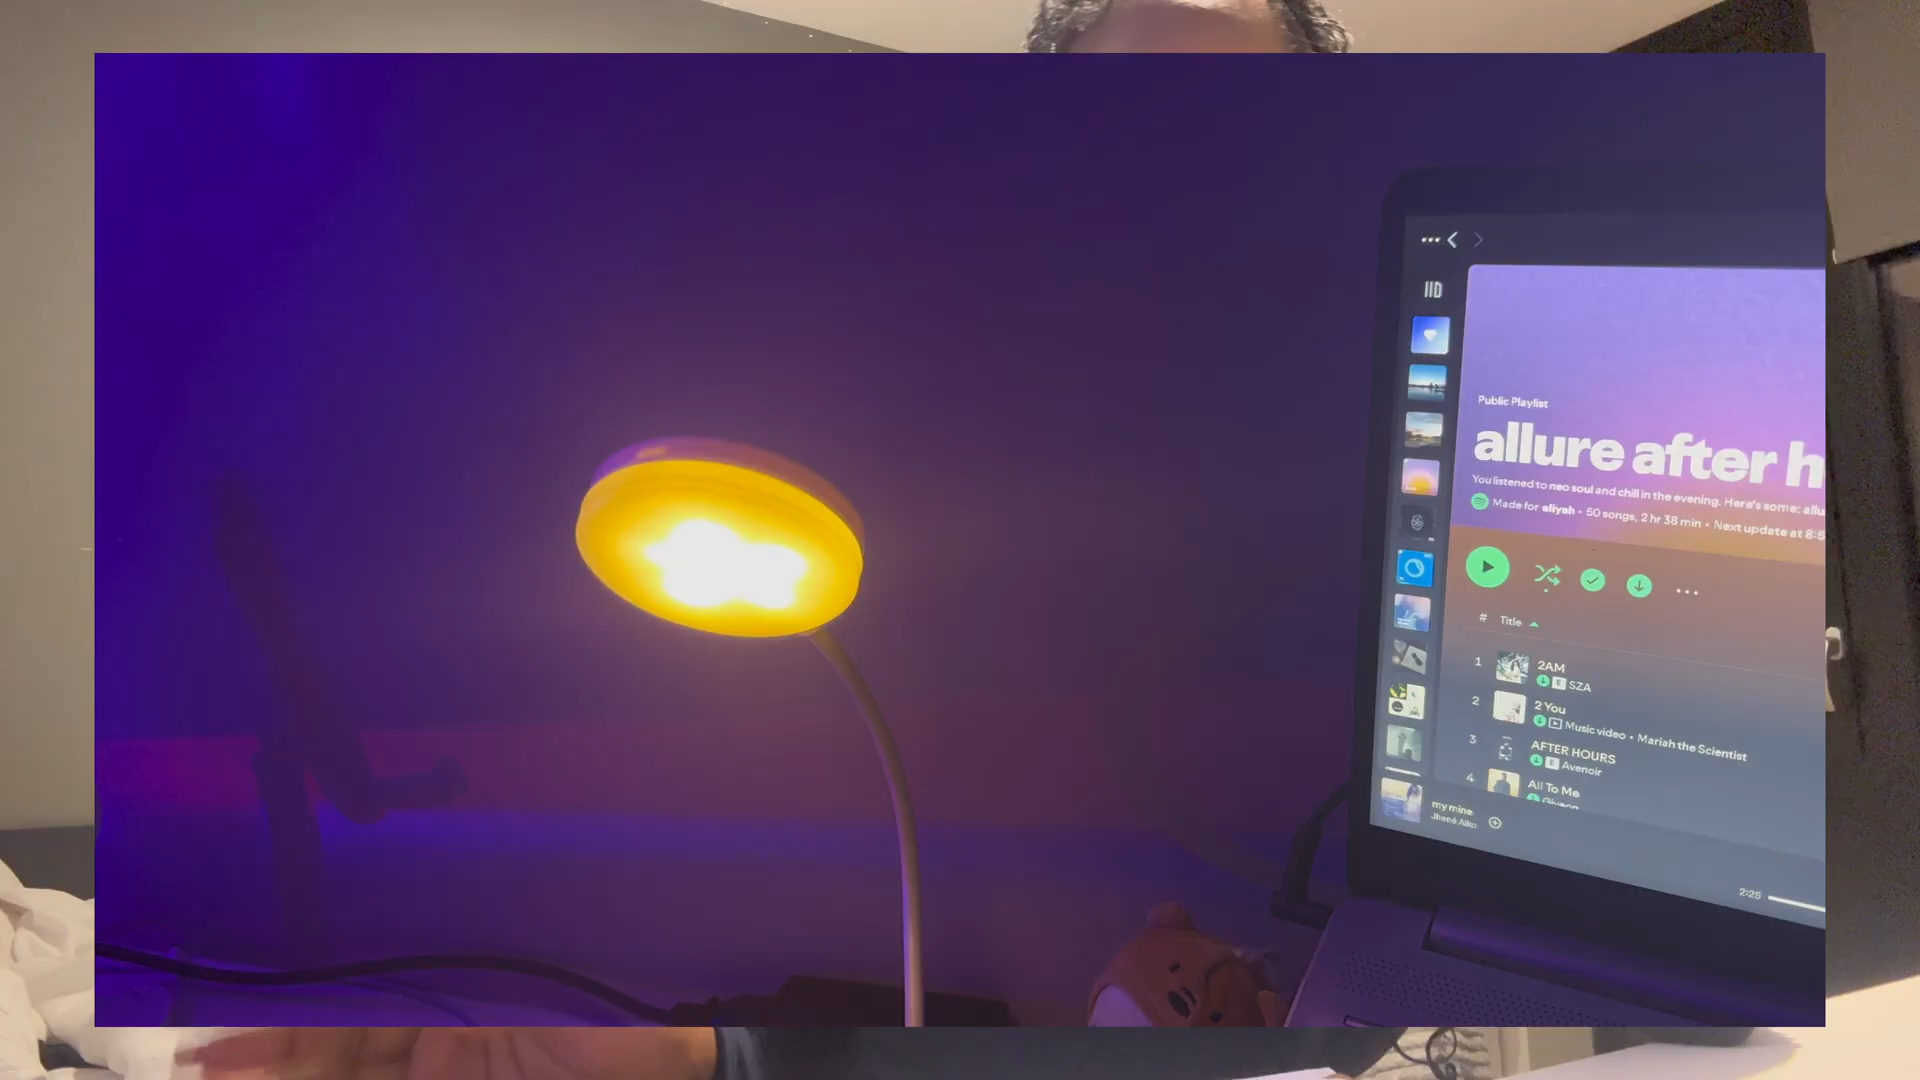 Public Playlist
allure after h
You listened to neo soul and chill in the evening. Here's some: allu
Made for aliyah • 50 songs, 2 hr 38 min • Next update at 8:5
# Title
1 2AM
E SZA
2 2 You
Music video • Mariah the Scientist
3 AFTER HOURS
E Avenoir
4 All To Me
Giveon
my mine
Jhené Aiko
2:25